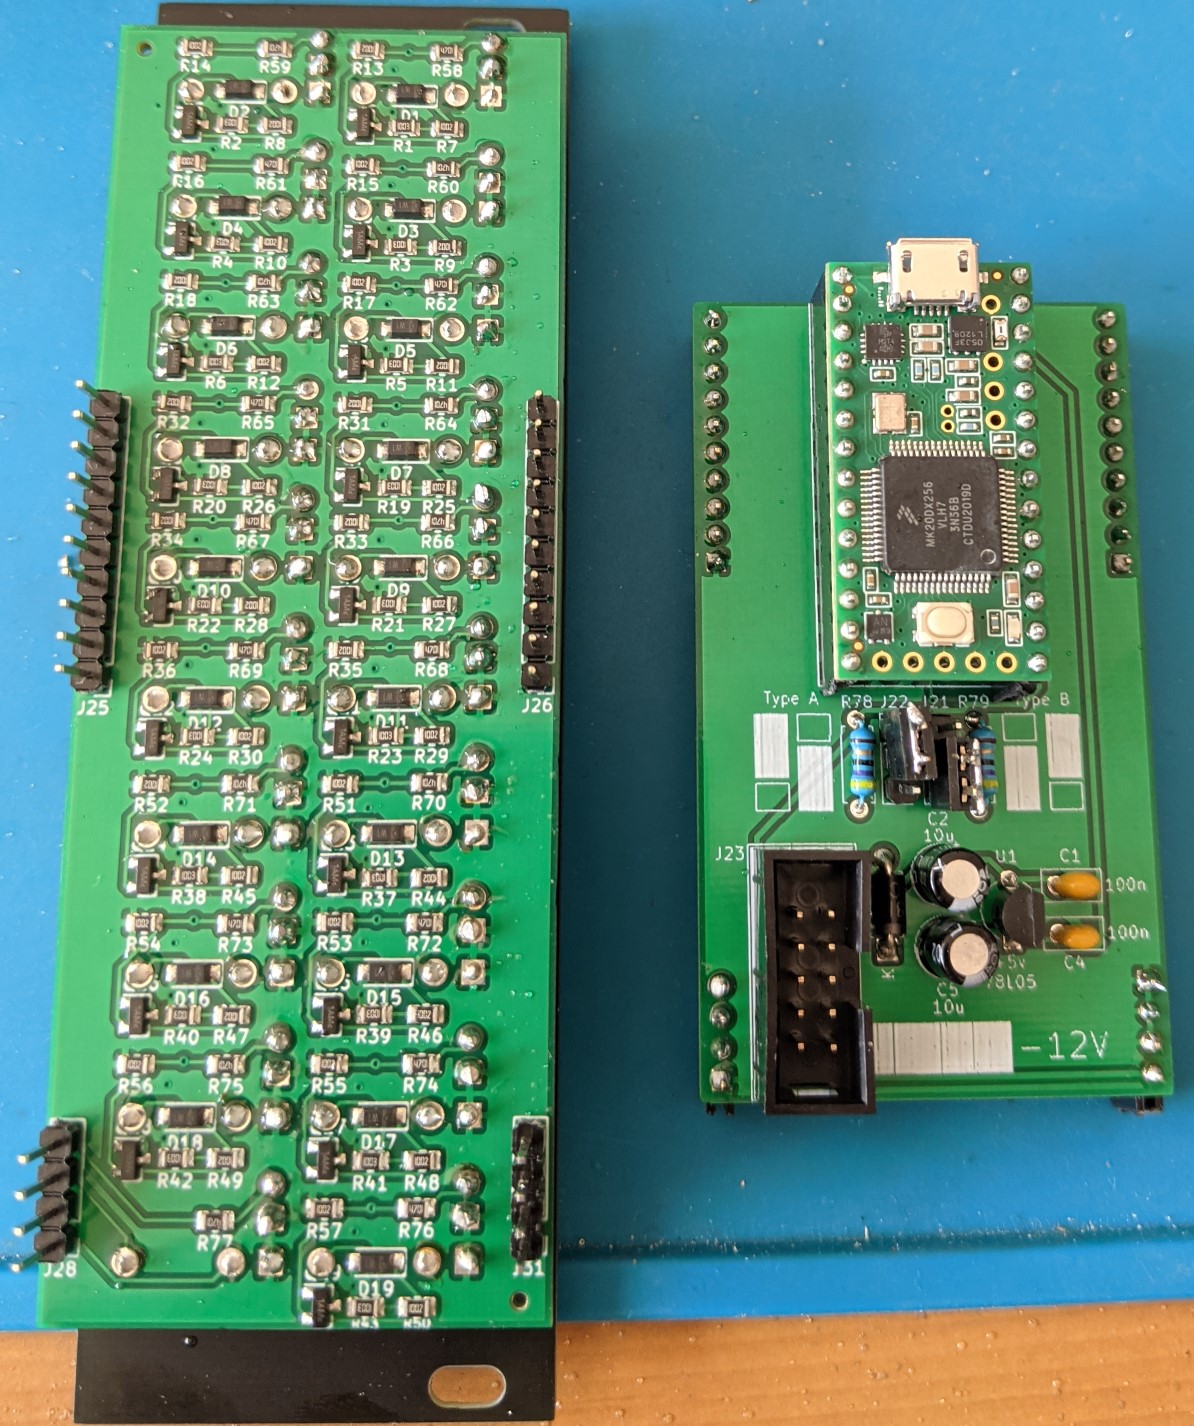 R14 R59 R13 R58
D2 D1
R2 R8 R1 R7
R16 R61 R15 R60
D4 D3
R4 R10 R3 R9
R18 R63 R17 R62
D6 D5
R6 R12 R5 R11
R32 R65 R31 R64
D8 D7
R20 R26 R19 R25
R34 R67 R33 R66
D10 D9
R22 R28 R21 R27
R36 R69 R35 R68
J25 J26
D12 D11
R24 R30 R23 R29
R52 R71 R51 R70
D14 D13
R38 R45 R37 R44
R54 R73 R53 R72
D16 D15
R40 R47 R39 R46
R56 R75 R55 R74
D18 D17
R42 R49 R41 R48
R57 R76
R77
J28 J31
D19
R43 R50
MK20DX256
VLH7
3N36B
CTDU2019D
Type A R78 J22 J21 R79 Type B
C2
10u
J23 U1 C1
100n
100n
K 5V C4
C5 78L05
10u
-12V